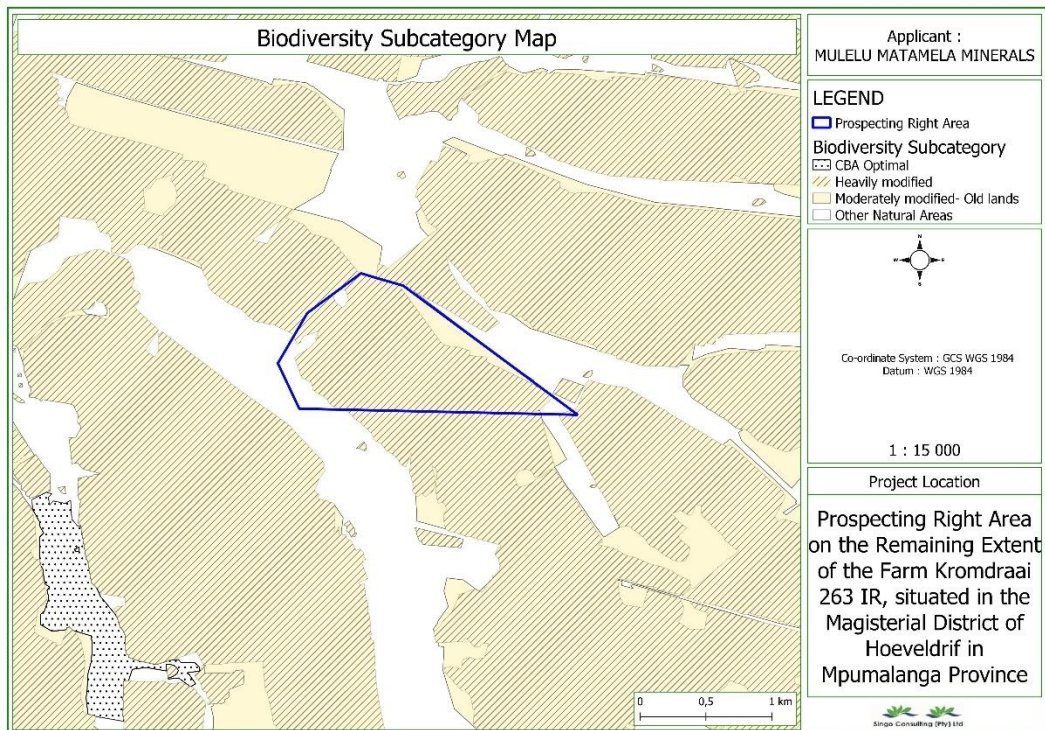 Biodiversity Subcategory Map
Applicant :
MULELU MATAMELA MINERALS
LEGEND
Prospecting Right Area
Biodiversity Subcategory
CBA Optimal
Heavily modified
Moderately modified- Old lands
Other Natural Areas
N
W
E
S
Co-ordinate System : GCS WGS 1984
Datum : WGS 1984
1 : 15 000
Project Location
Prospecting Right Area
on the Remaining Extent
of the Farm Kromdraai
263 IR, situated in the
Magisterial District of
Hoeveldrif in
Mpumalanga Province
0 0,5 1 km
Singo Consulting (Pty) Ltd